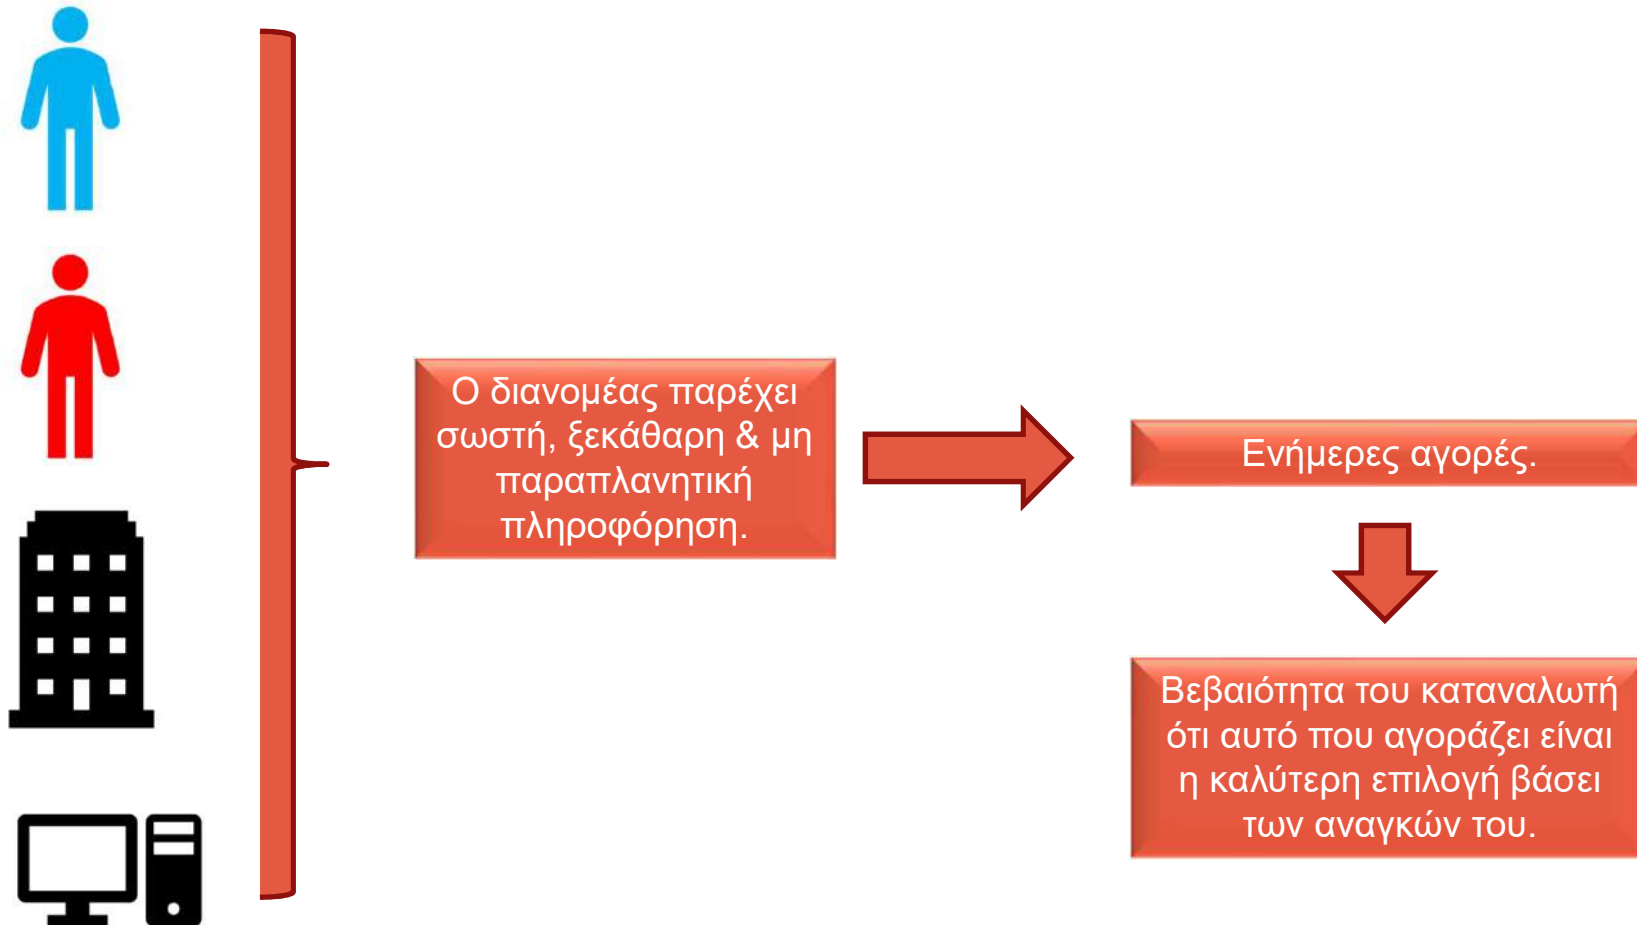 Ο διανομέας παρέχει
σωστή, ξεκάθαρη & μη
παραπλανητική
πληροφόρηση.
Ενήμερες αγορές.
Βεβαιότητα του καταναλωτή
ότι αυτό που αγοράζει είναι
η καλύτερη επιλογή βάσει
των αναγκών του.